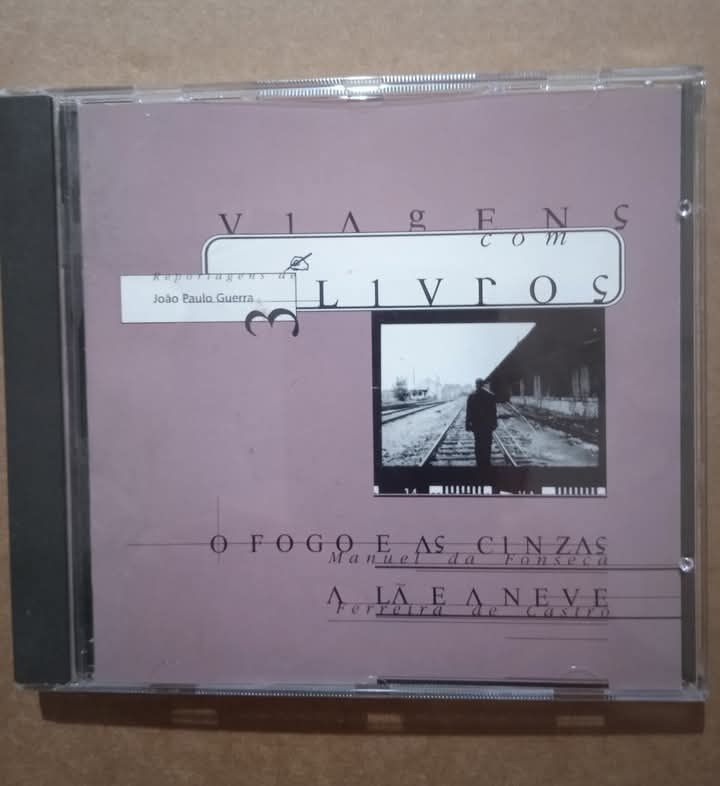 Viagens
com
Livros
Reportagens de
João Paulo Guerra
3
O FOGO E AS CINZAS
Manuel da Fonseca
A LÃ E A NEVE
Ferreira de Castro